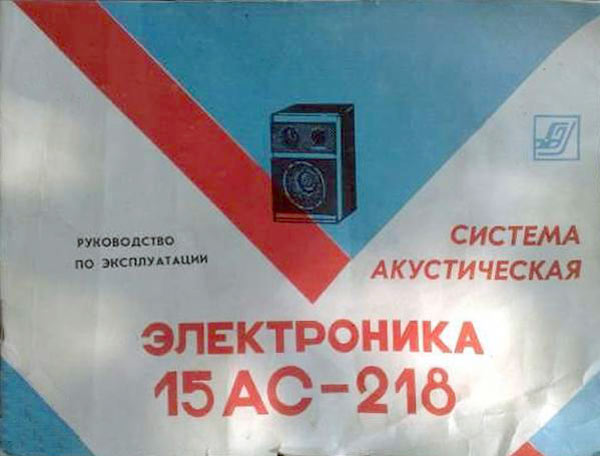 РУКОВОДСТВО
ПО ЭКСПЛУАТАЦИИ
СИСТЕМА
АКУСТИЧЕСКАЯ
ЭЛЕКТРОНИКА
15АС-218